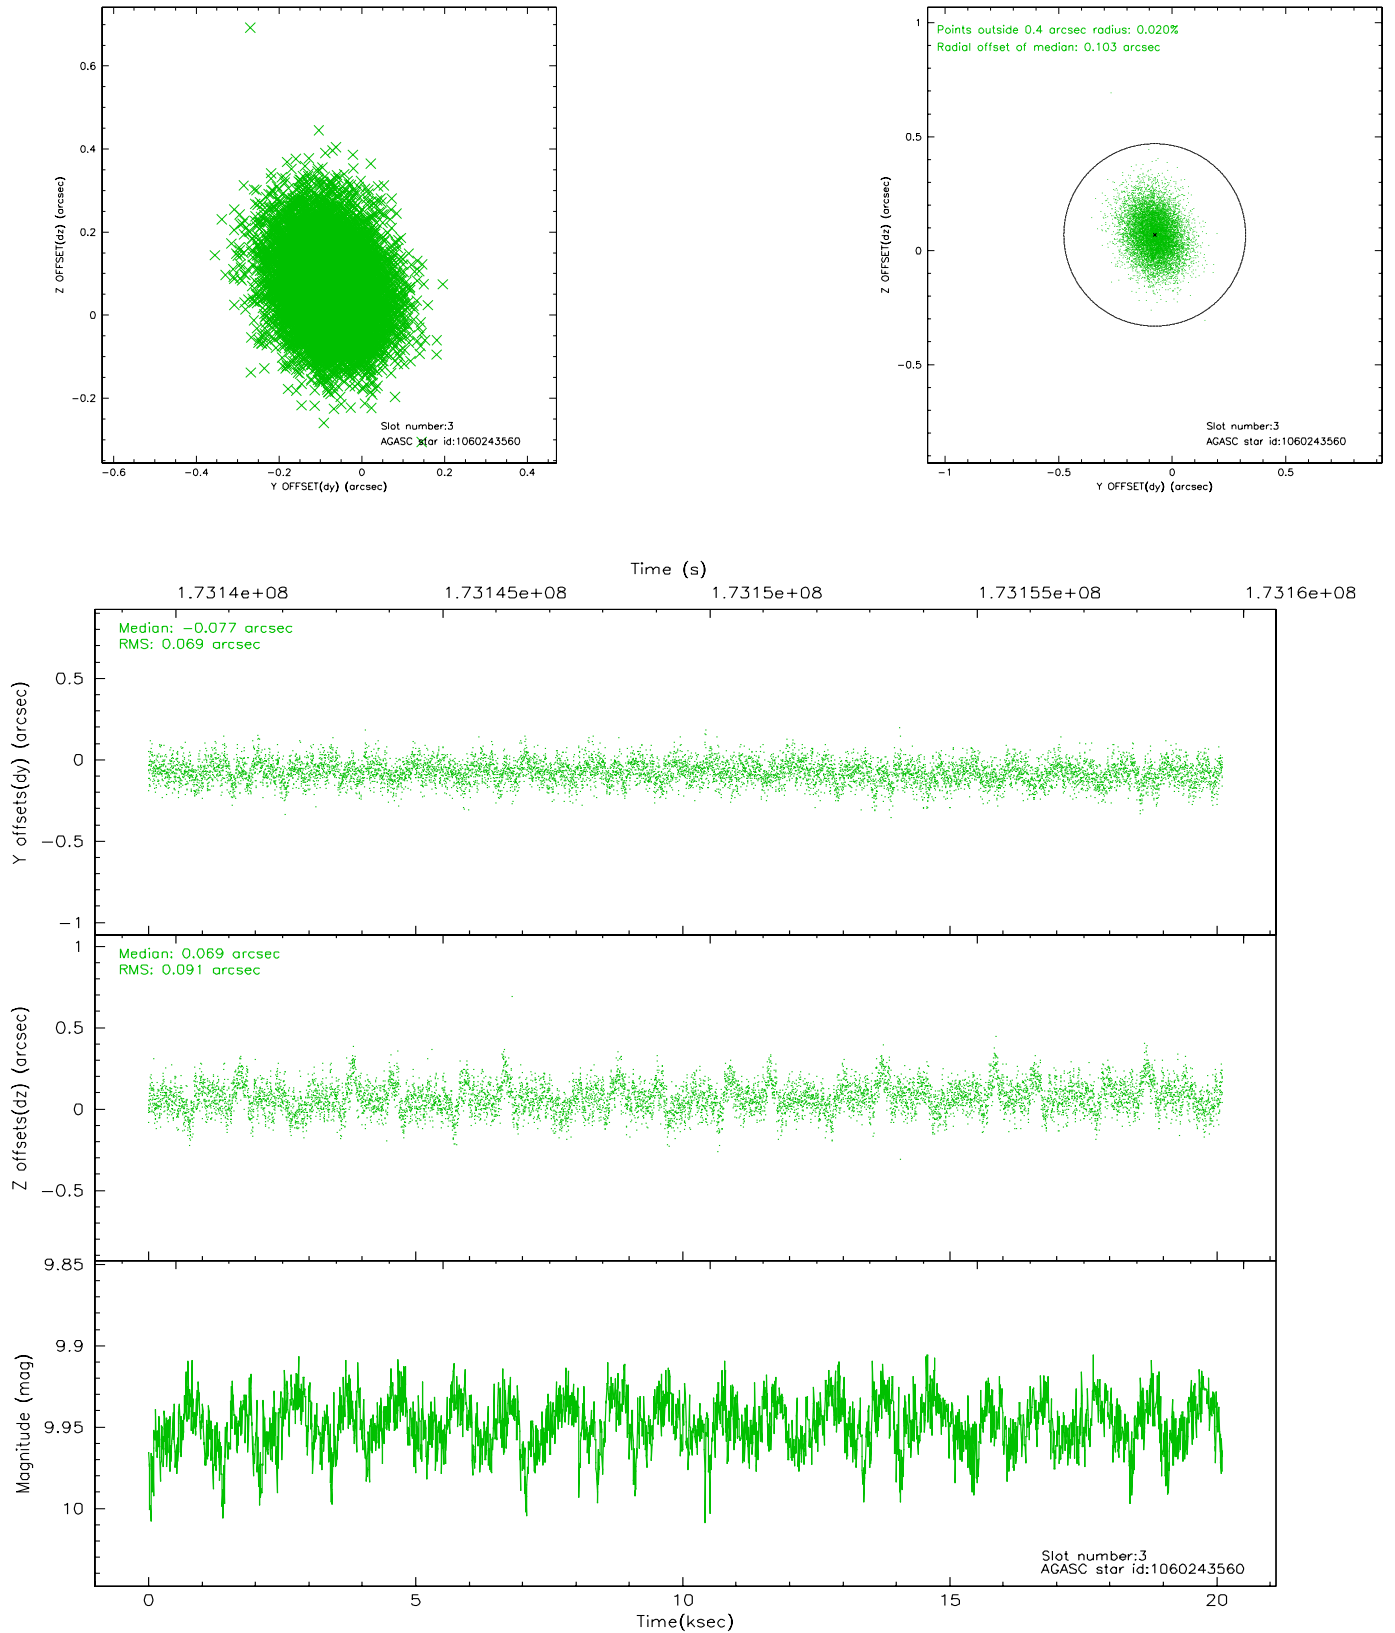 0.6
0.4
0.2
0
−0.2
Z OFFSET(dz) (arcsec)
Slot number:3
AGASC star id:1060243560
−0.6 −0.4 −0.2 0 0.2 0.4
Y OFFSET(dy) (arcsec)
Points outside 0.4 arcsec radius: 0.020%
Radial offset of median: 0.103 arcsec
1
0.5
0
−0.5
Z OFFSET(dz) (arcsec)
Slot number:3
AGASC star id:1060243560
−1 −0.5 0 0.5
Y OFFSET(dy) (arcsec)
Time (s)
1.7314e+08 1.73145e+08 1.7315e+08 1.73155e+08 1.7316e+08
Median: −0.077 arcsec
RMS: 0.069 arcsec
0.5
0
−0.5
−1
Y offsets(dy) (arcsec)
Median: 0.069 arcsec
RMS: 0.091 arcsec
1
0.5
0
−0.5
Z offsets(dz) (arcsec)
9.85
9.9
9.95
10
Magnitude (mag)
Slot number:3
AGASC star id:1060243560
0 5 10 15 20
Time(ksec)